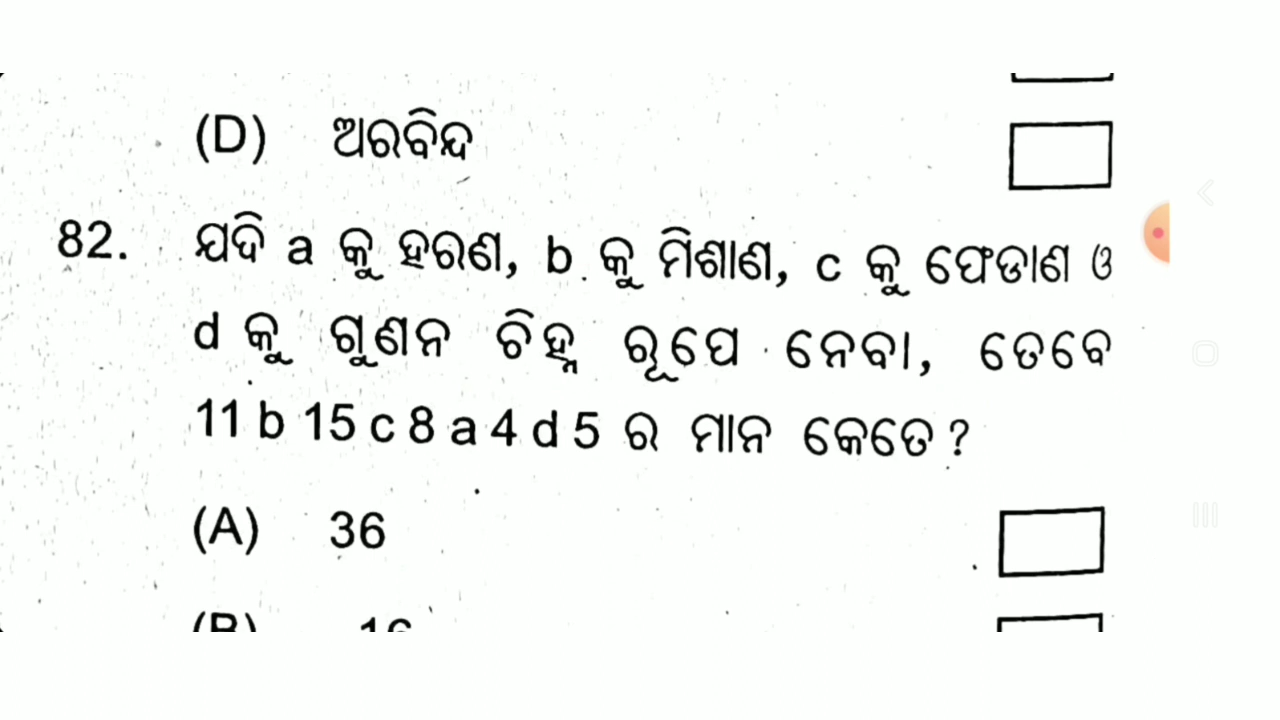 (D) ଅରବିନ୍ଦ
82. ଯଦି a କୁ ହରଣ, b କୁ ମିଶାଣ, c କୁ ଫେଡାଣ ଓ
d କୁ ଗୁଣନ ଚିହ୍ନ ରୂପେ ନେବା, ତେବେ
11 b 15 c 8 a 4 d 5 ର ମାନ କେତେ ?
(A) 36
(B)